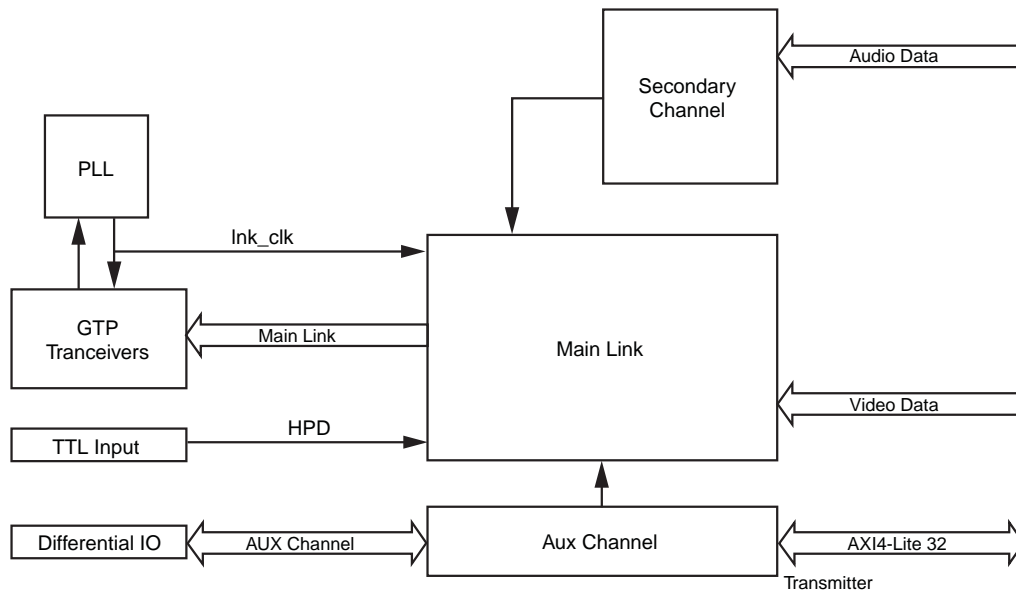 Audio Data
Secondary
Channel
PLL
lnk_clk
GTP
Tranceivers
Main Link
Main Link
Video Data
HPD
TTL Input
Differential IO
AUX Channel
Aux Channel
AXI4-Lite 32
Transmitter